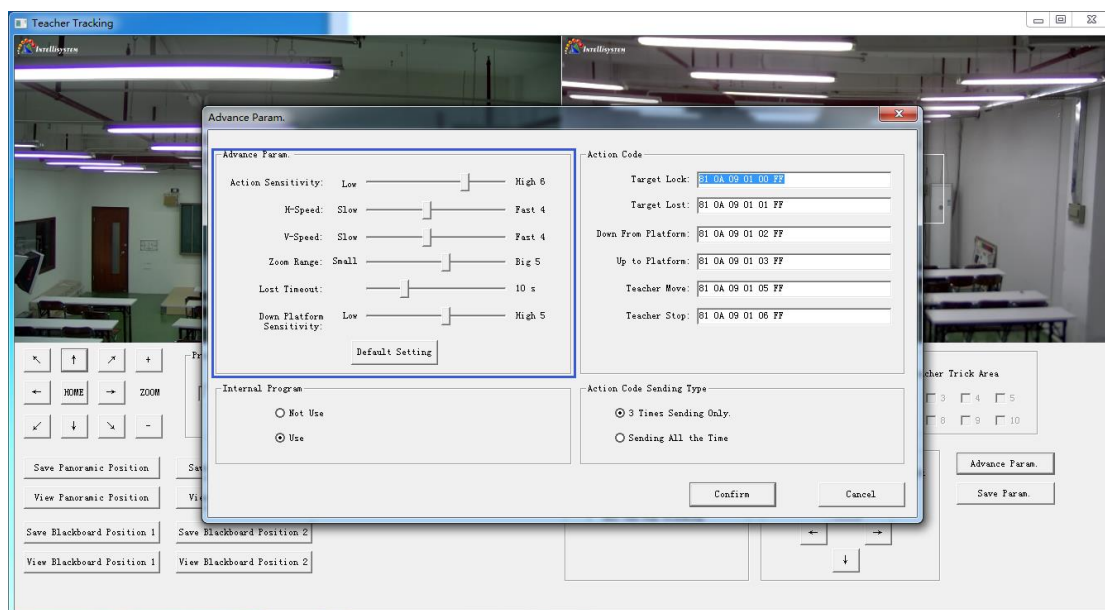 Teacher Tracking
Intellisystem
Intellisystem
Advance Param.
Advance Param.
Action Sensitivity: Low High 6
H-Speed: Slow Fast 4
V-Speed: Slow Fast 4
Zoom Range: Small Big 5
Lost Timeout: 10 s
Down Platform Sensitivity: Low High 5
Default Setting
Action Code
Target Lock: 81 0A 09 01 00 FF
Target Lost: 81 0A 09 01 01 FF
Down From Platform: 81 0A 09 01 02 FF
Up to Platform: 81 0A 09 01 03 FF
Teacher Move: 81 0A 09 01 05 FF
Teacher Stop: 81 0A 09 01 06 FF
Internal Program
Not Use
Use
Action Code Sending Type
3 Times Sending Only.
Sending All the Time
Confirm Cancel
+
HOME ZOOM
-
Trick Area
3 4 5
8 9 10
Save Panoramic Position
View Panoramic Position
Save Blackboard Position 1 Save Blackboard Position 2
View Blackboard Position 1 View Blackboard Position 2
Advance Param.
Save Param.